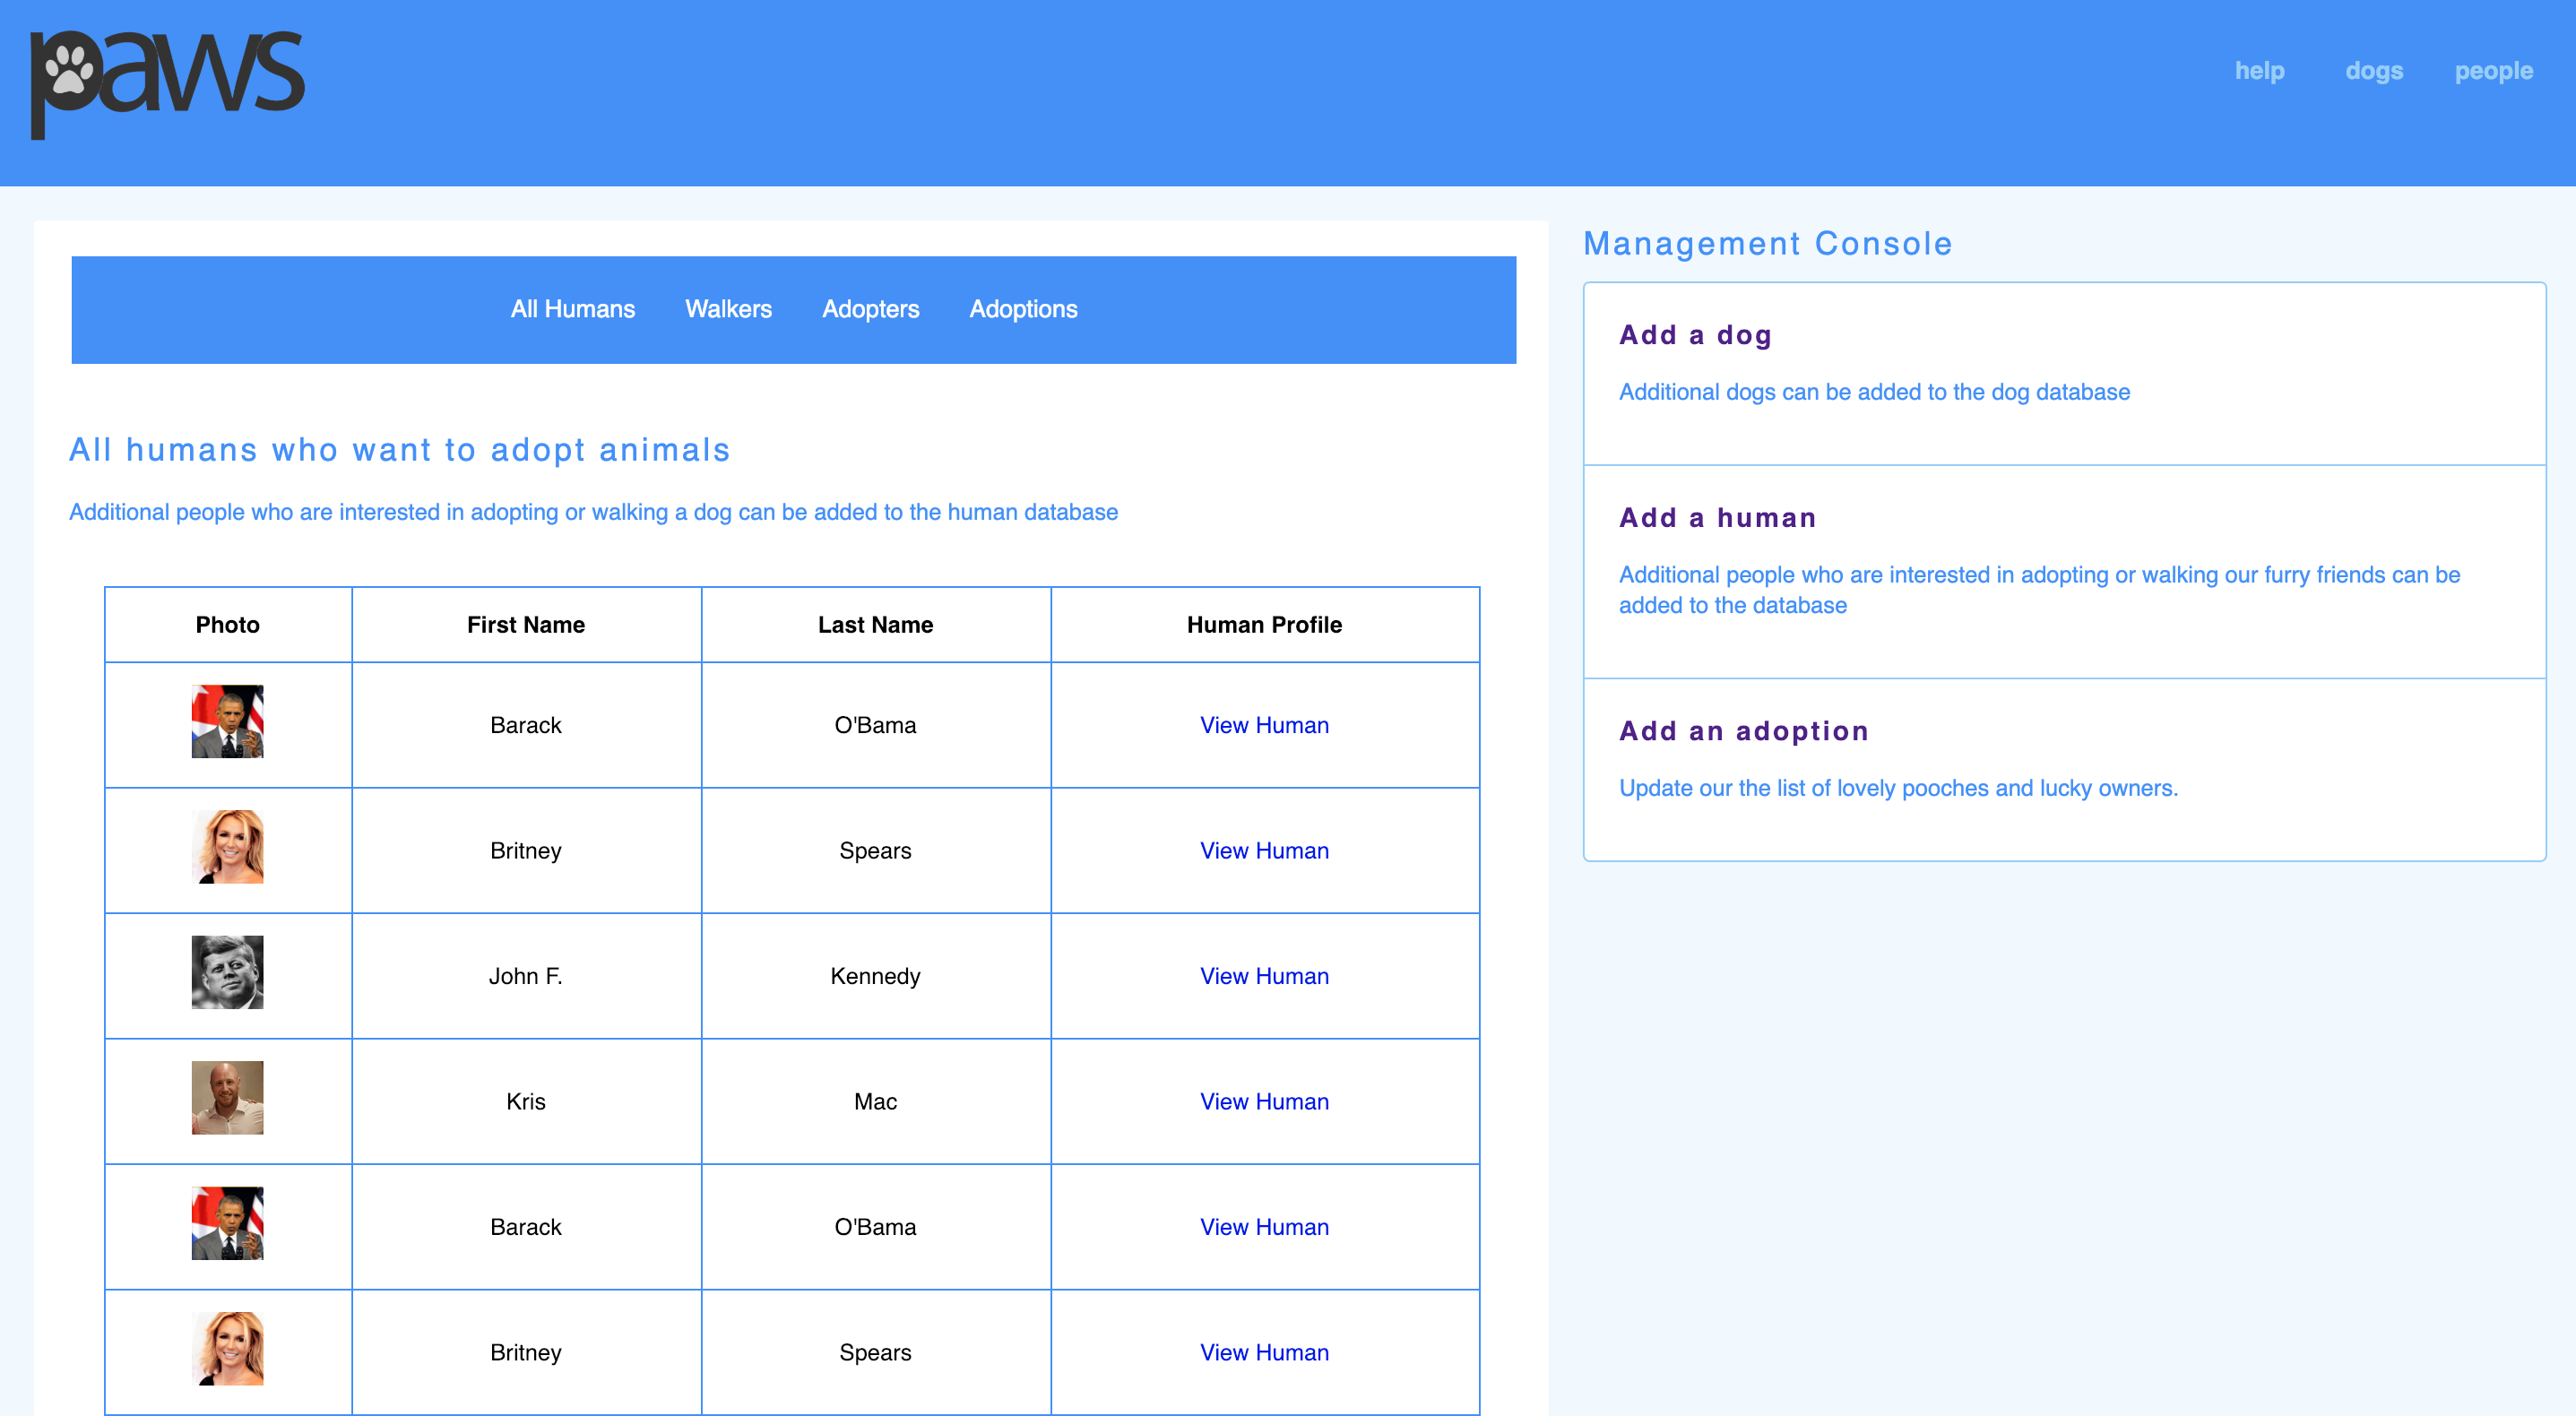 paws
help dogs people
All Humans Walkers Adopters Adoptions
All humans who want to adopt animals
Additional people who are interested in adopting or walking a dog can be added to the human database
Photo First Name Last Name Human Profile
Barack O'Bama View Human
Britney Spears View Human
John F. Kennedy View Human
Kris Mac View Human
Barack O'Bama View Human
Britney Spears View Human
Management Console
Add a dog
Additional dogs can be added to the dog database
Add a human
Additional people who are interested in adopting or walking our furry friends can be
added to the database
Add an adoption
Update our the list of lovely pooches and lucky owners.